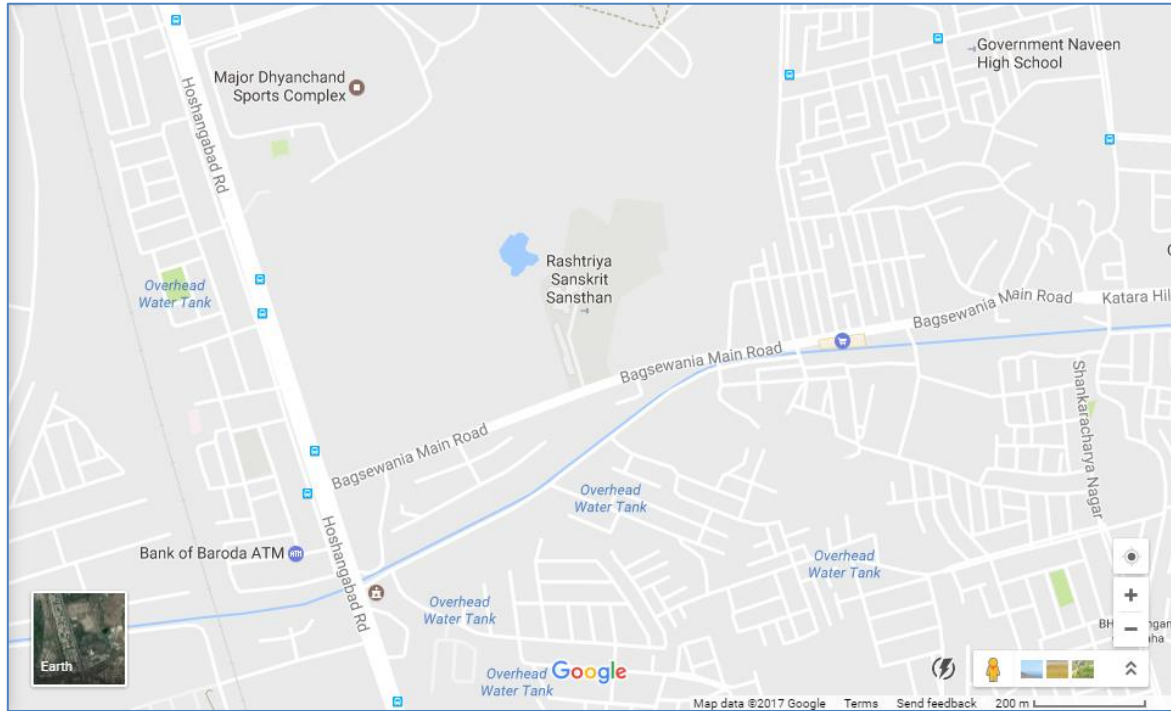 Government Naveen
High School
Major Dhyanchand
Sports Complex
Hoshangabad Rd
Rashtriya
Sanskrit
Sansthan
Overhead
Water Tank
Bagsewania Main Road
Katara Hil
Bagsewania Main Road
Shankaracharya Nagar
Bagsewania Main Road
Overhead
Water Tank
Hoshangabad Rd
Bank of Baroda ATM
ATM
Overhead
Water Tank
Overhead
Water Tank
Earth
Overhead
Water Tank
Google
Map data ©2017 Google Terms Send feedback 200 m